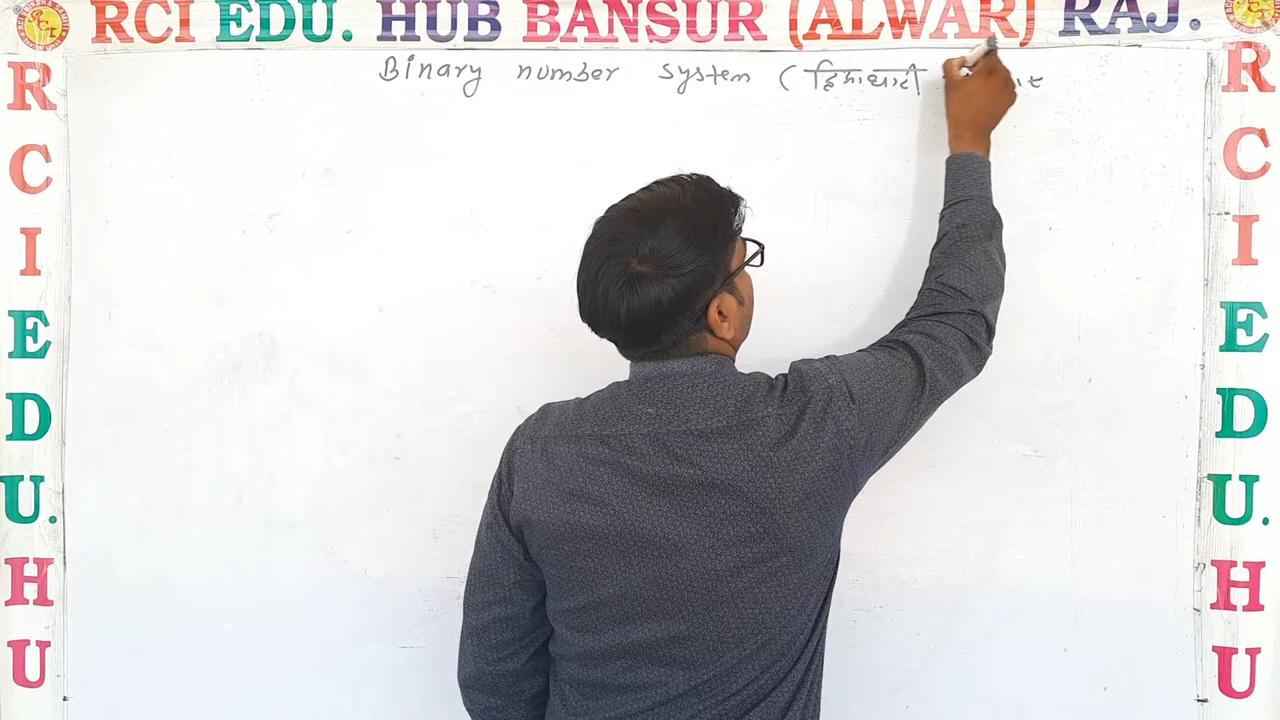 RCI EDU. HUB BANSUR (ALWAR) RAJ.
Binary number system ( द्विआधारी
R
C
I
E
D
U.
H
U
R
C
I
E
D
U.
H
U